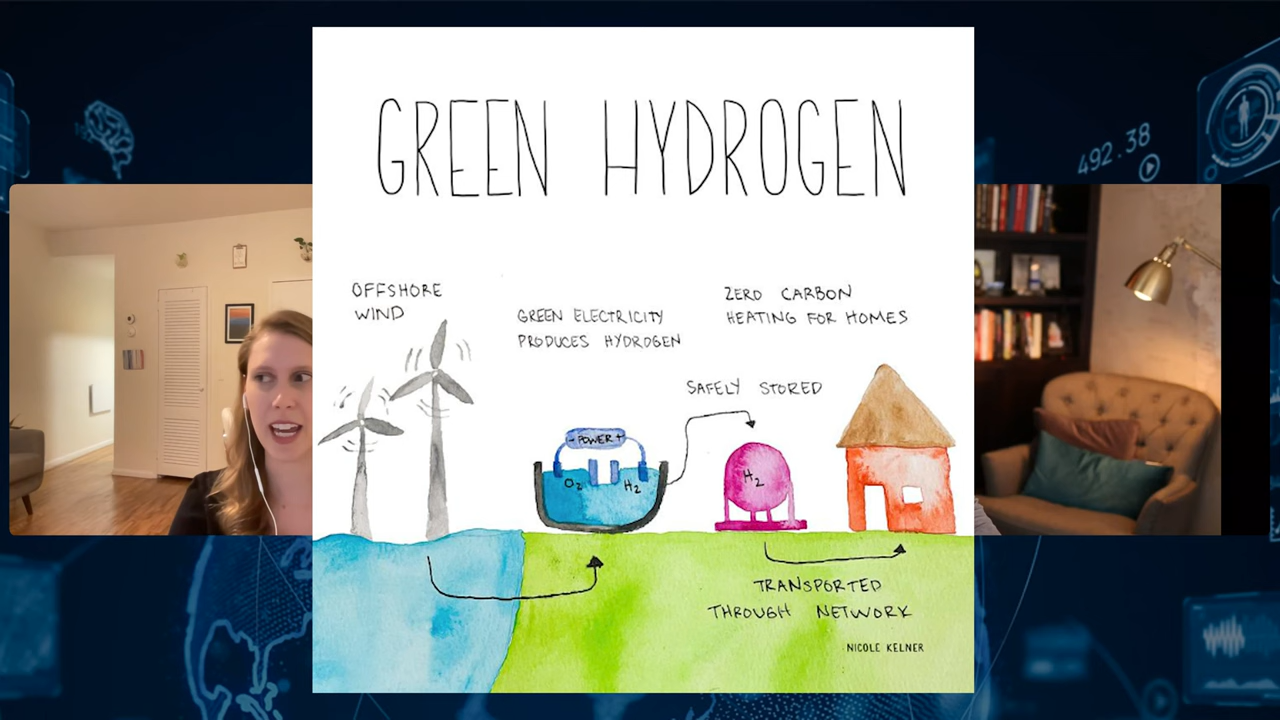 GREEN HYDROGEN
OFFSHORE
WIND
GREEN ELECTRICITY
PRODUCES HYDROGEN
ZERO CARBON
HEATING FOR HOMES
SAFELY STORED
- POWER +
O2
H2
H2
TRANSPORTED
THROUGH NETWORK
NICOLE KELNER
492.38